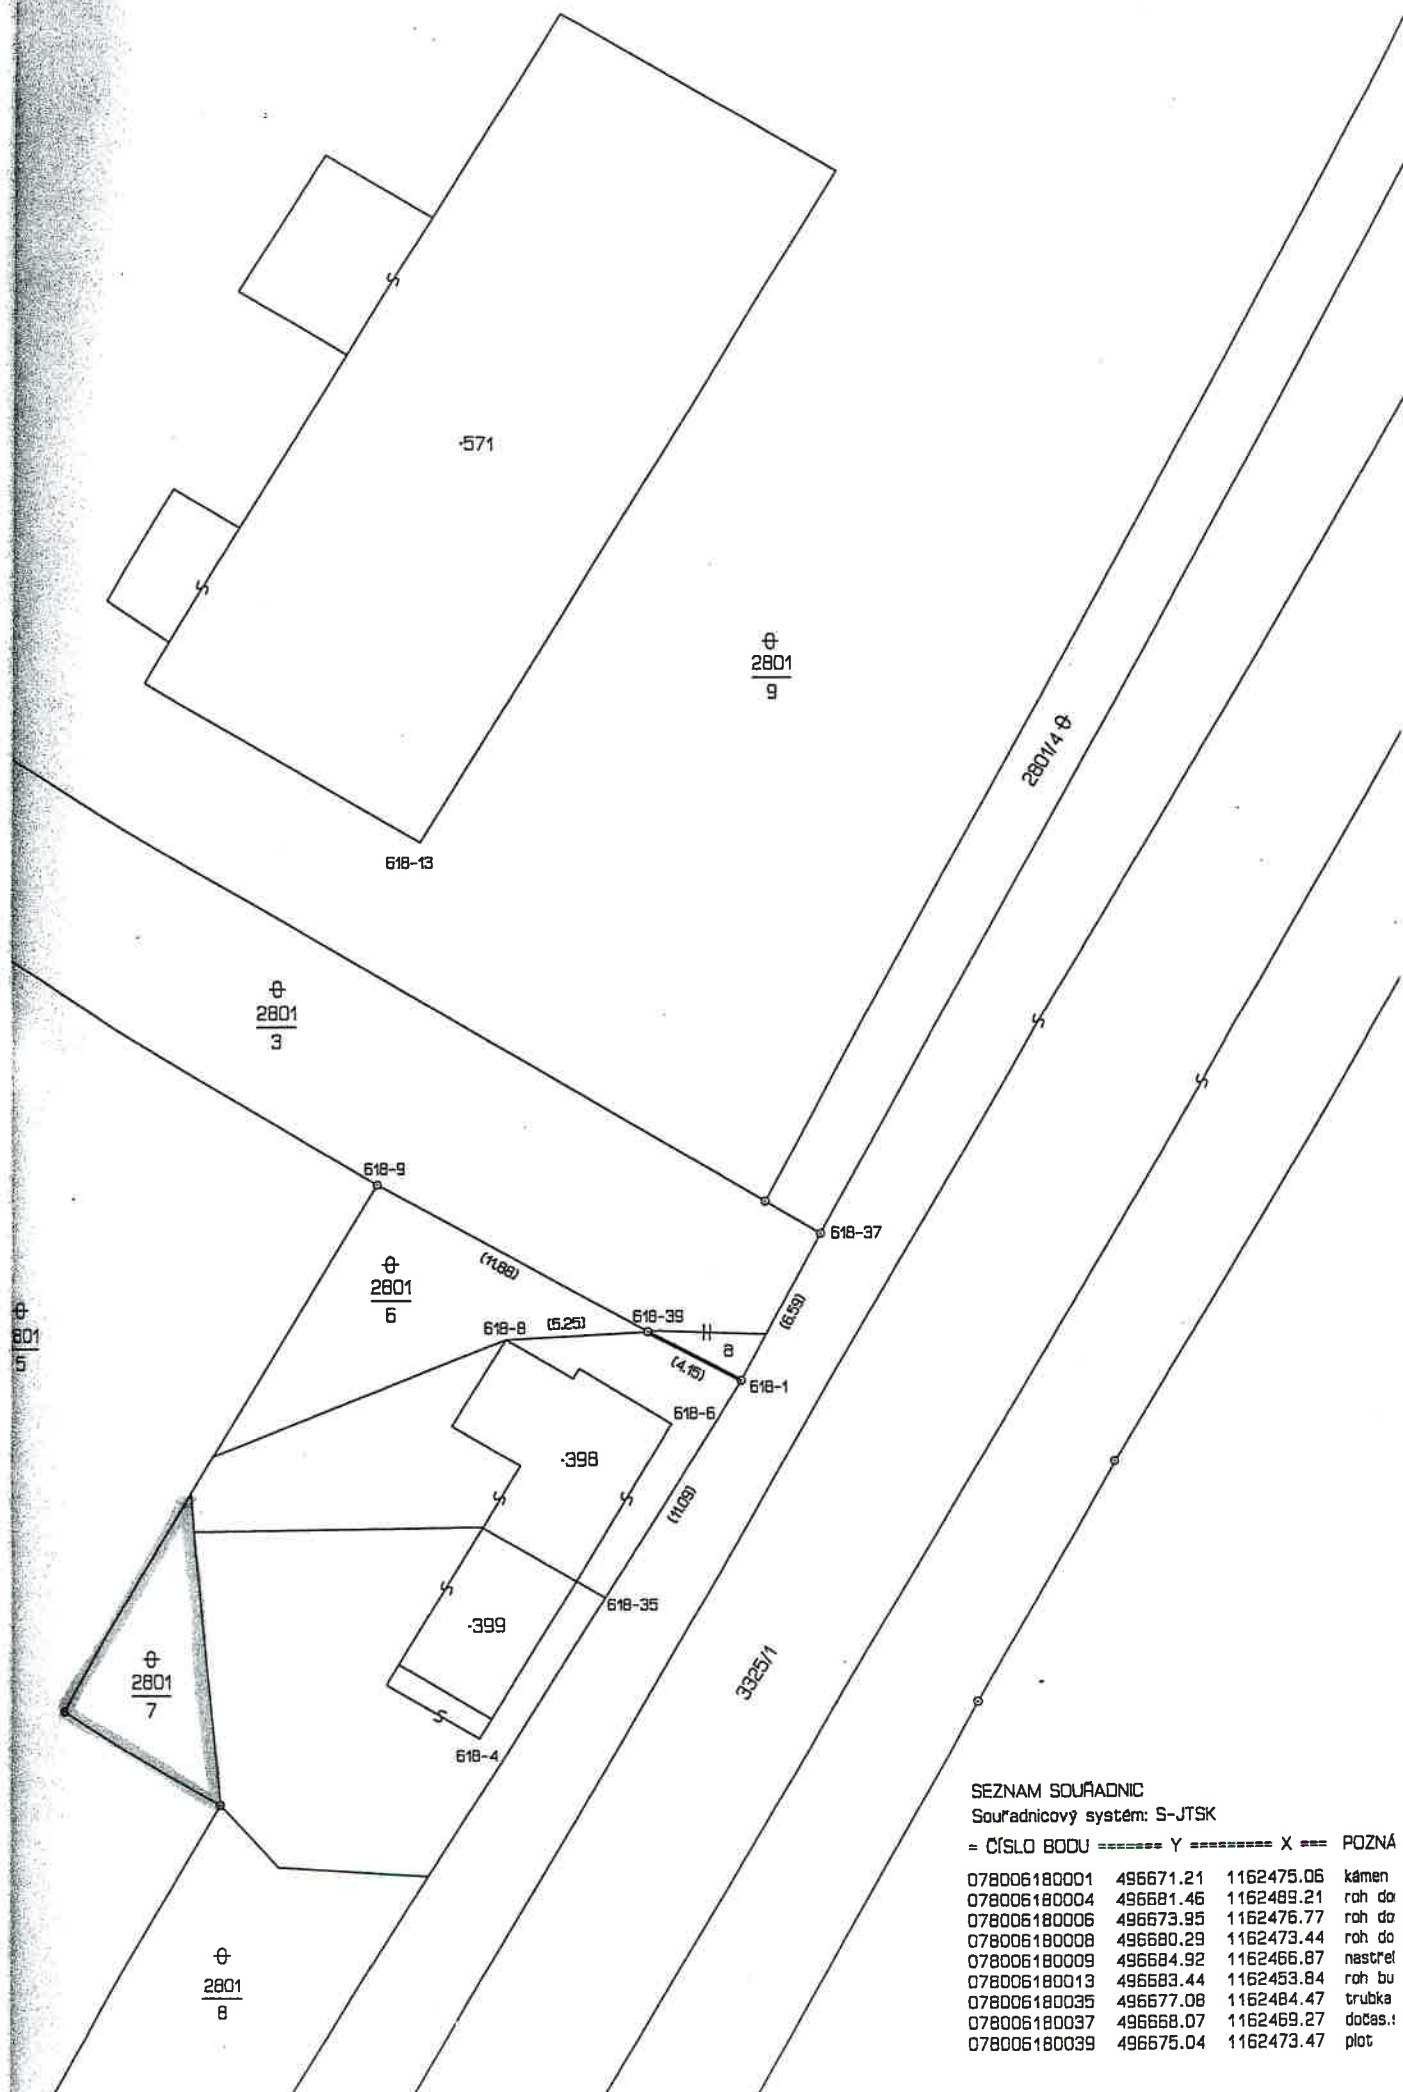 ·571
2801
9
2801/4
618-13
2801
3
618-9
618-37
(11.88)
2801
6
(6.59)
618-39
(5.25)
618-8
801
5
a
(4.15)
618-1
618-6
·398
(11.09)
618-35
·399
3325/1
2801
7
618-4
2801
8
SEZNAM SOUŘADNIC
Souřadnicový systém: S-JTSK
= ČÍSLO BODU ======= Y ========= X === POZNÁ
078006180001 496671.21 1162475.06 kámen
078006180004 496681.46 1162489.21 roh do
078006180006 496673.95 1162476.77 roh do
078006180008 496680.29 1162473.44 roh do
078006180009 496684.92 1162466.87 nastřel
078006180013 496683.44 1162453.84 roh bu
078006180035 496677.08 1162484.47 trubka
078006180037 496668.07 1162469.27 dočas.
078006180039 496675.04 1162473.47 plot